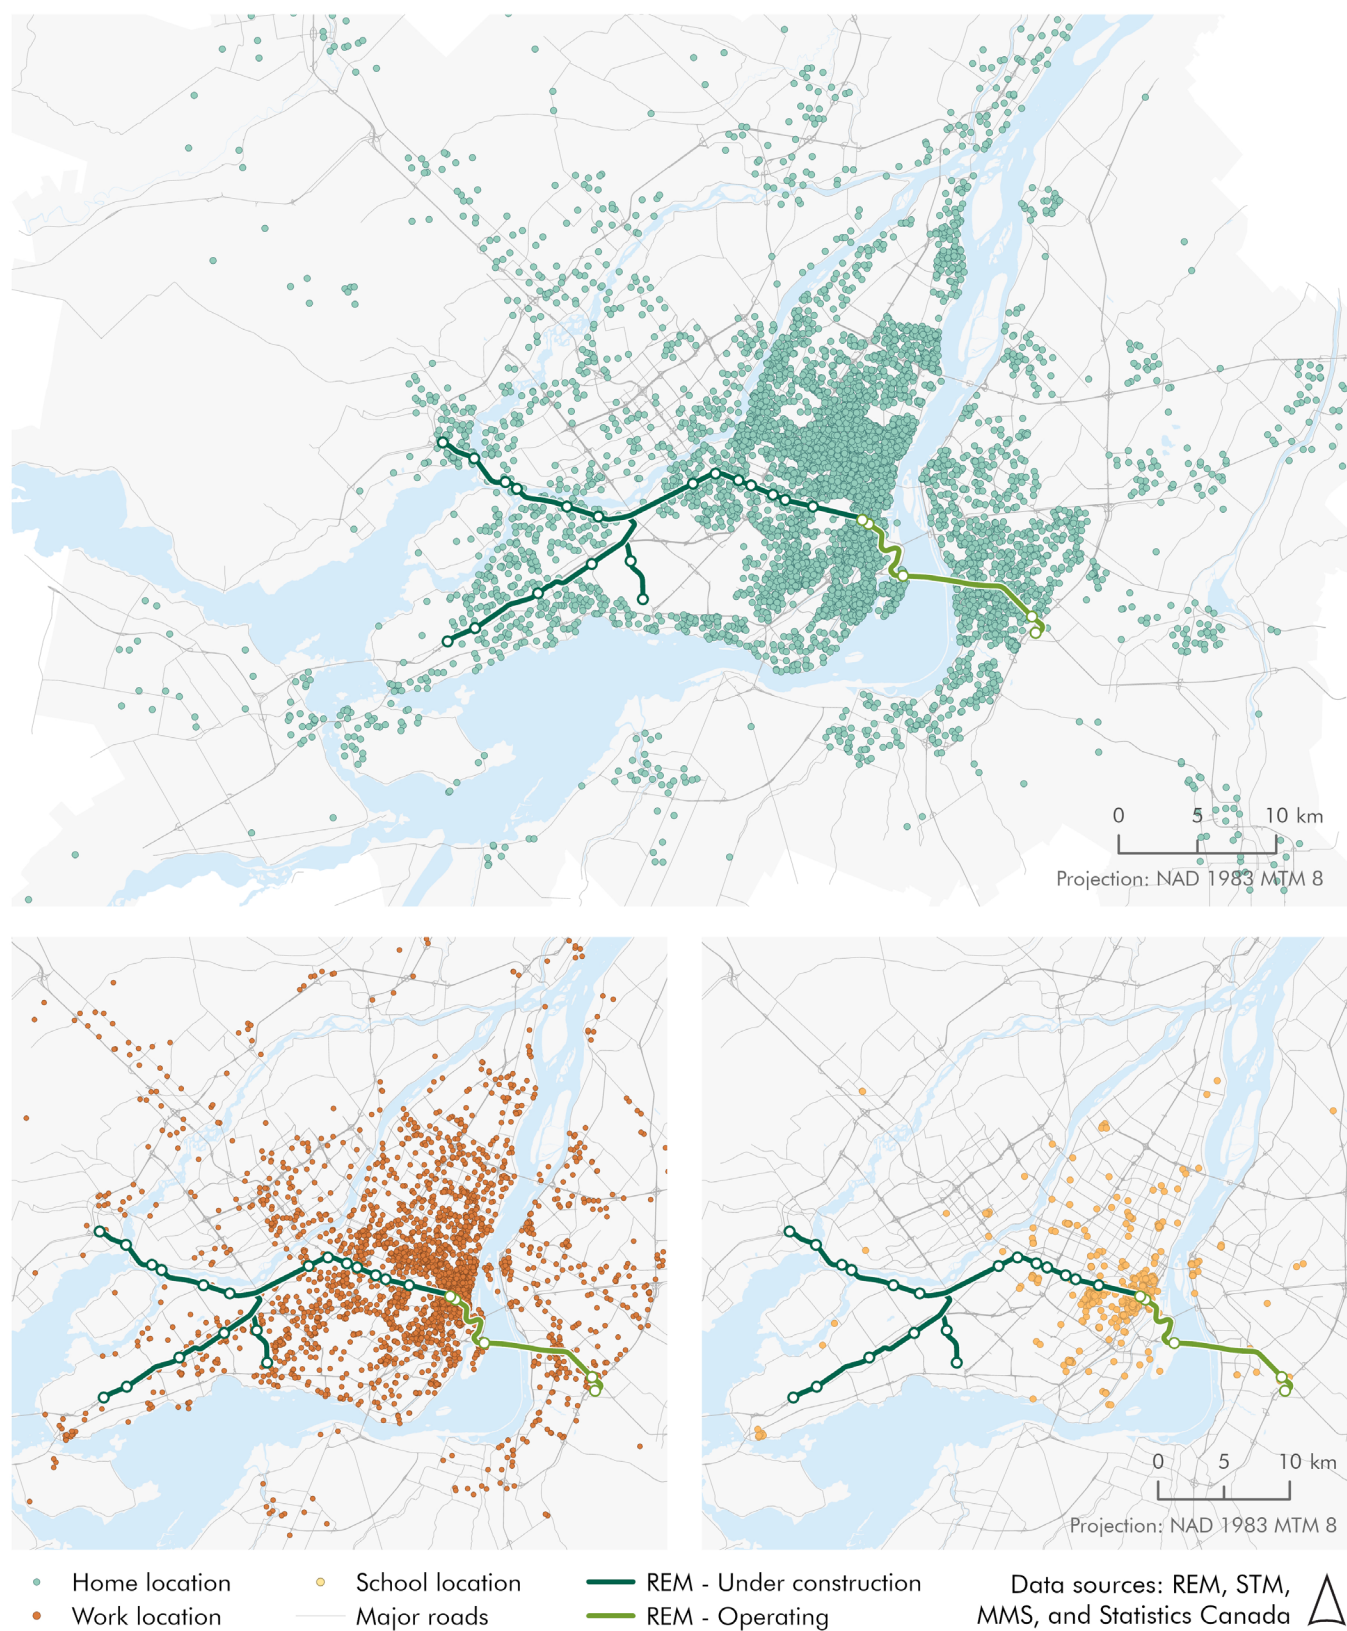 0 5 10 km
Projection: NAD 1983 MTM 8
0 5 10 km
Projection: NAD 1983 MTM 8
Home location
School location
REM - Under construction
Data sources: REM, STM,
Work location
Major roads
REM - Operating
MMS, and Statistics Canada